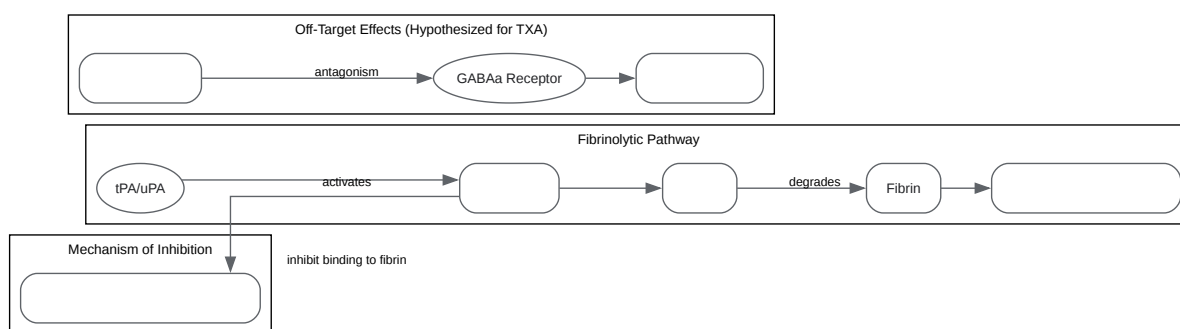 Off-Target Effects (Hypothesized for TXA)
antagonism
GABAa Receptor
Fibrinolytic Pathway
tPA/uPA
activates
degrades
Fibrin
Mechanism of Inhibition
inhibit binding to fibrin